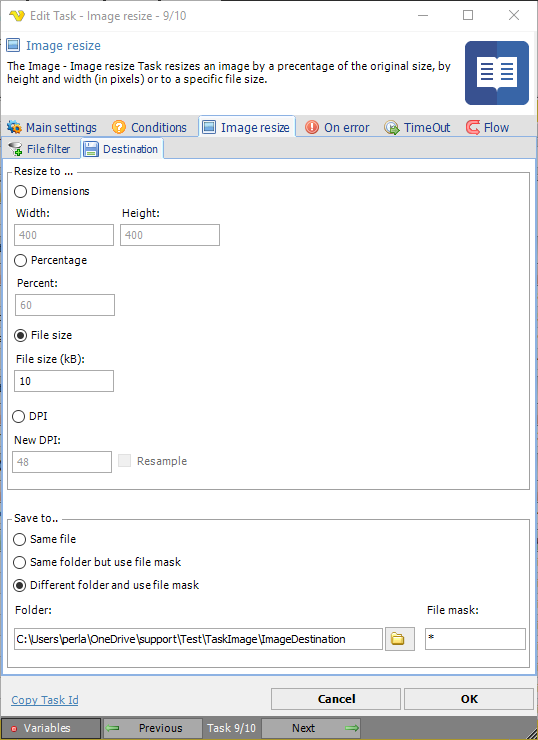 Edit Task - Image resize - 9/10
Image resize
The Image - Image resize Task resizes an image by a precentage of the original size, by
height and width (in pixels) or to a specific file size.
Main settings Conditions Image resize On error TimeOut Flow
File filter Destination
Resize to ...
Dimensions
Width: Height:
400 400
Percentage
Percent:
60
File size
File size (kB):
10
DPI
New DPI:
48 Resample
Save to..
Same file
Same folder but use file mask
Different folder and use file mask
Folder: File mask:
C:\Users\perla\OneDrive\support\Test\TaskImage\ImageDestination *
Copy Task Id Cancel OK
Variables Previous Task 9/10 Next